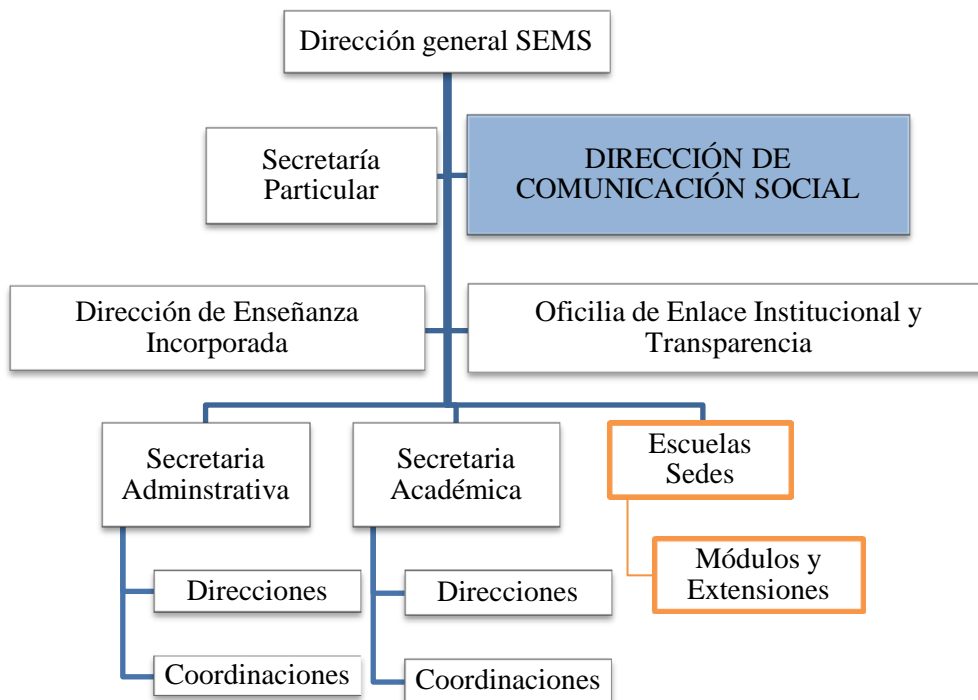 Dirección general SEMS
Secretaría
Particular
DIRECCIÓN DE
COMUNICACIÓN SOCIAL
Dirección de Enseñanza
Incorporada
Oficilia de Enlace Institucional y
Transparencia
Secretaria
Adminstrativa
Direcciones
Coordinaciones
Secretaria
Académica
Direcciones
Coordinaciones
Escuelas
Sedes
Módulos y
Extensiones